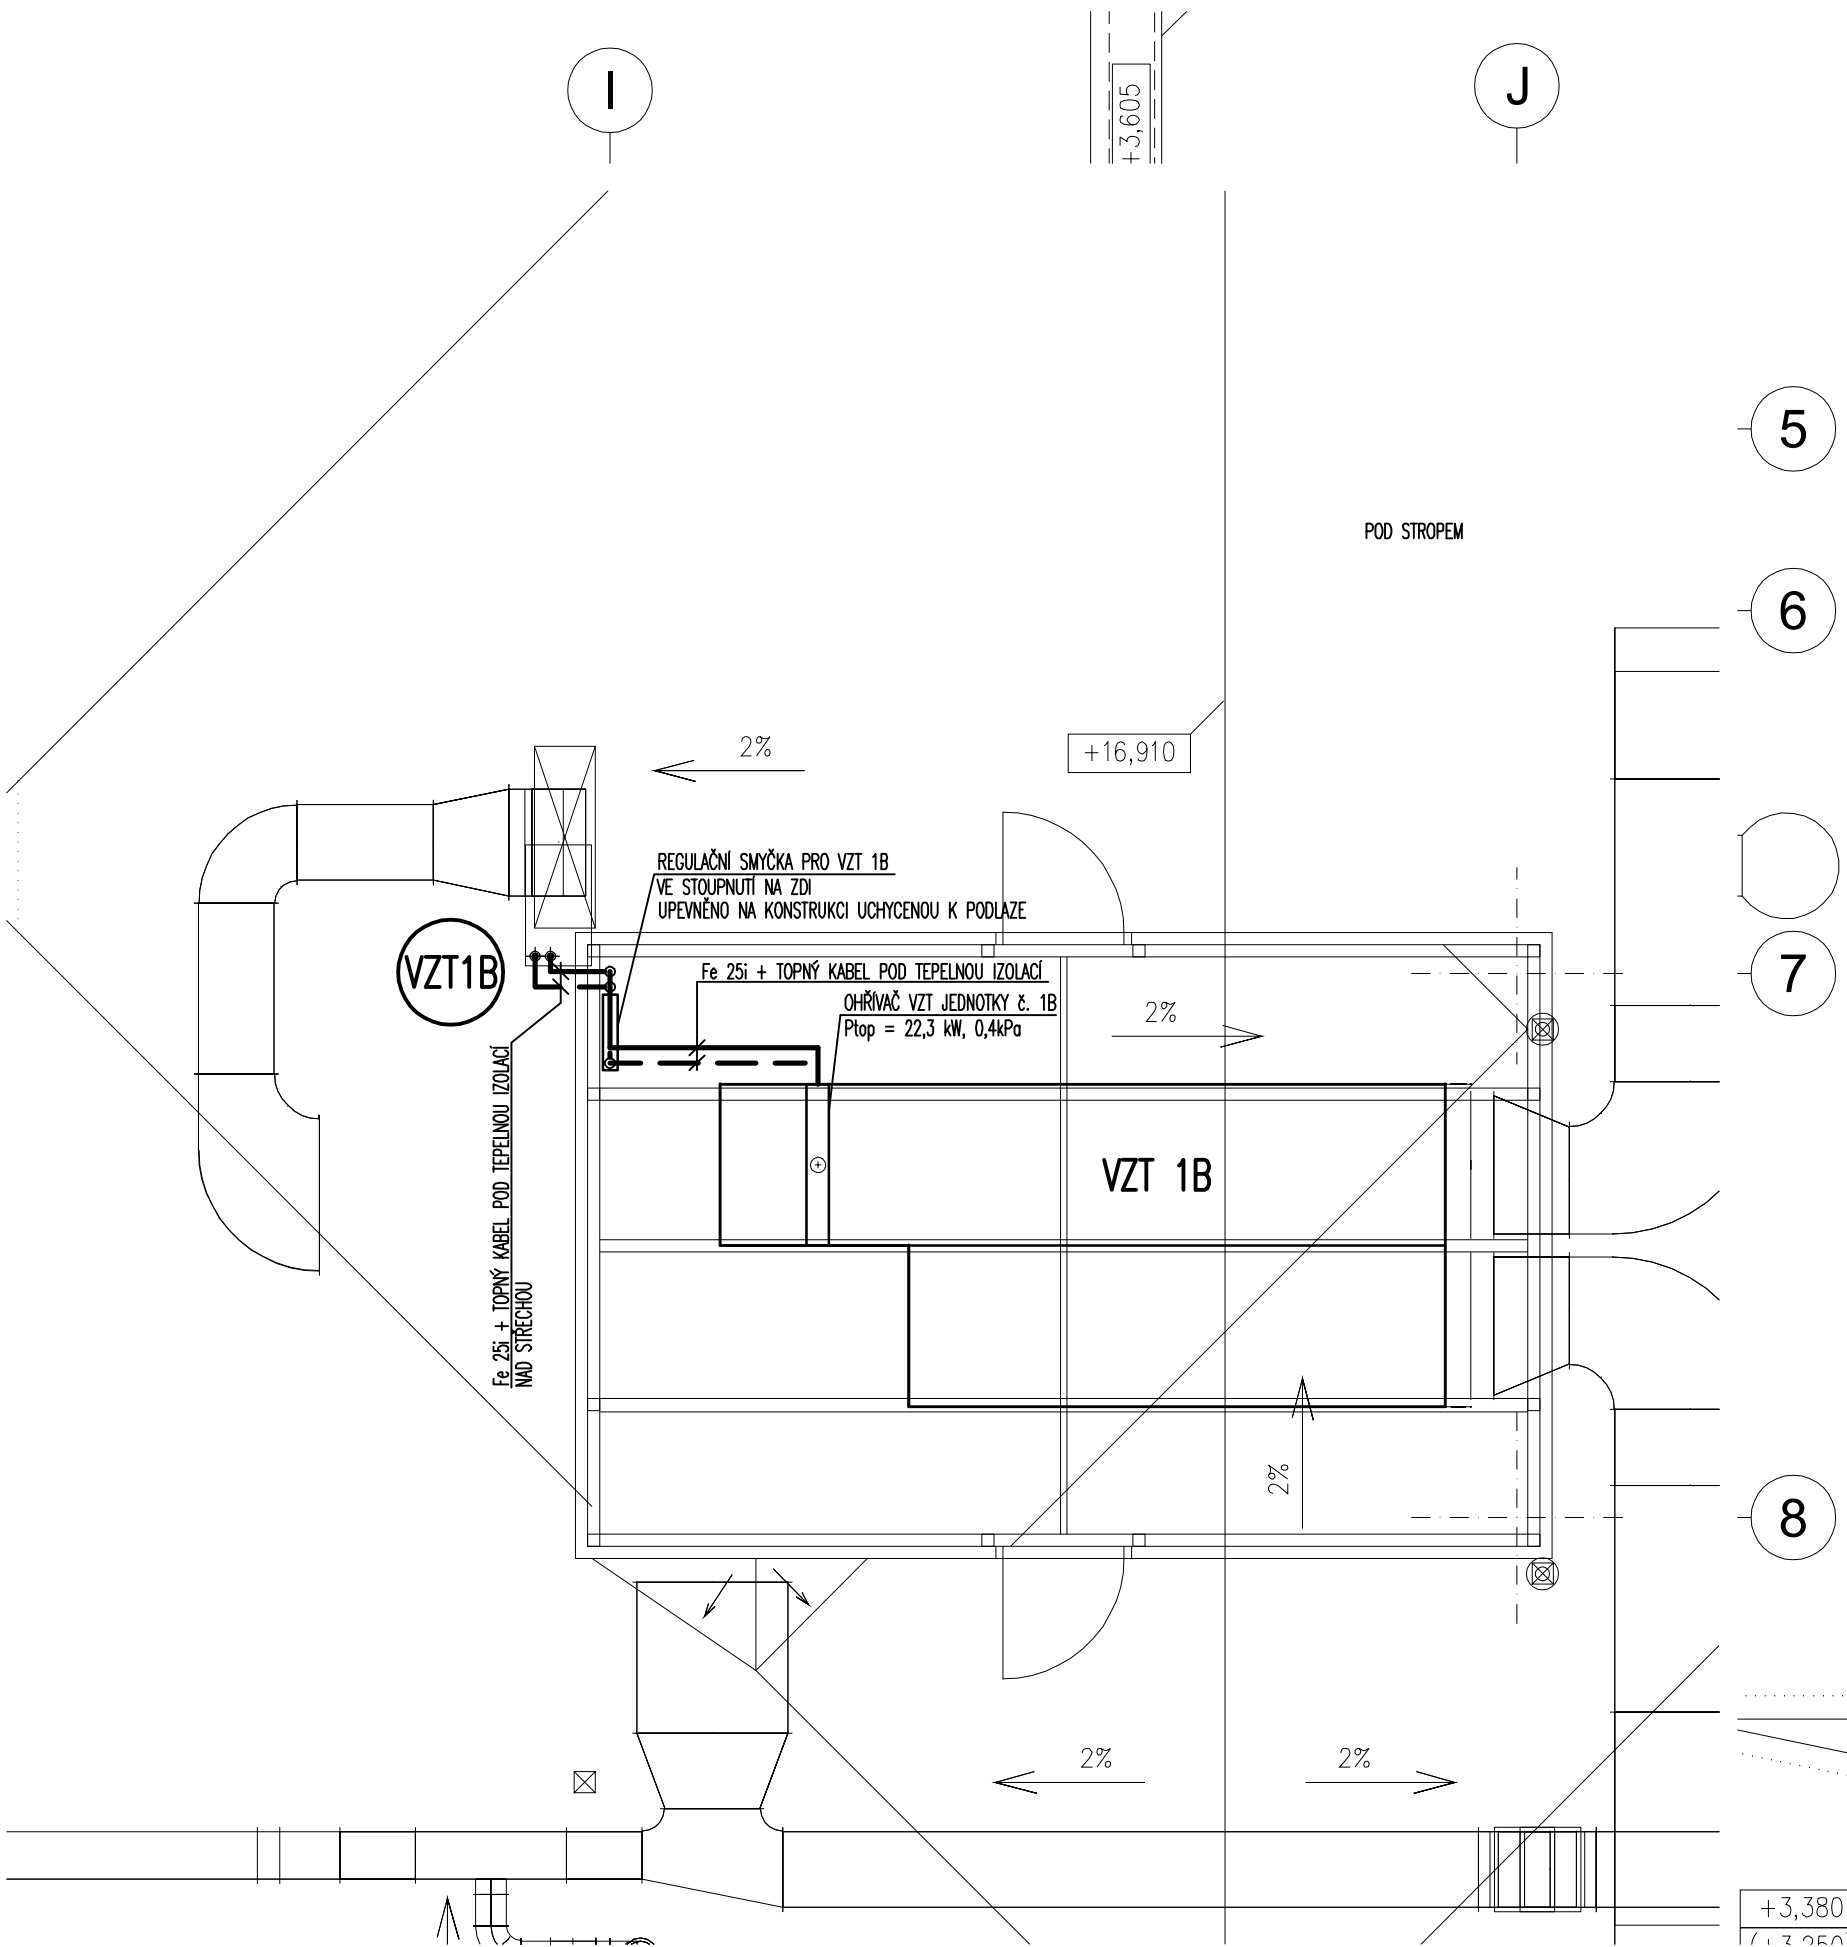 I
J
+3,605
5
POD STROPEM
6
2%
+16,910
REGULAČNÍ SMYČKA PRO VZT 1B
VE STOUPNUTÍ NA ZDI
UPEVNĚNO NA KONSTRUKCI UCHYCENOU K PODLAZE
VZT1B
Fe 25i + TOPNÝ KABEL POD TEPELNOU IZOLACÍ
7
OHŘÍVAČ VZT JEDNOTKY č. 1B
Ptop = 22,3 kW, 0,4kPa
2%
Fe 25i + TOPNÝ KABEL POD TEPELNOU IZOLACÍ
NAD STŘECHOU
VZT 1B
2%
8
2%
2%
+3,380
(+3,250)